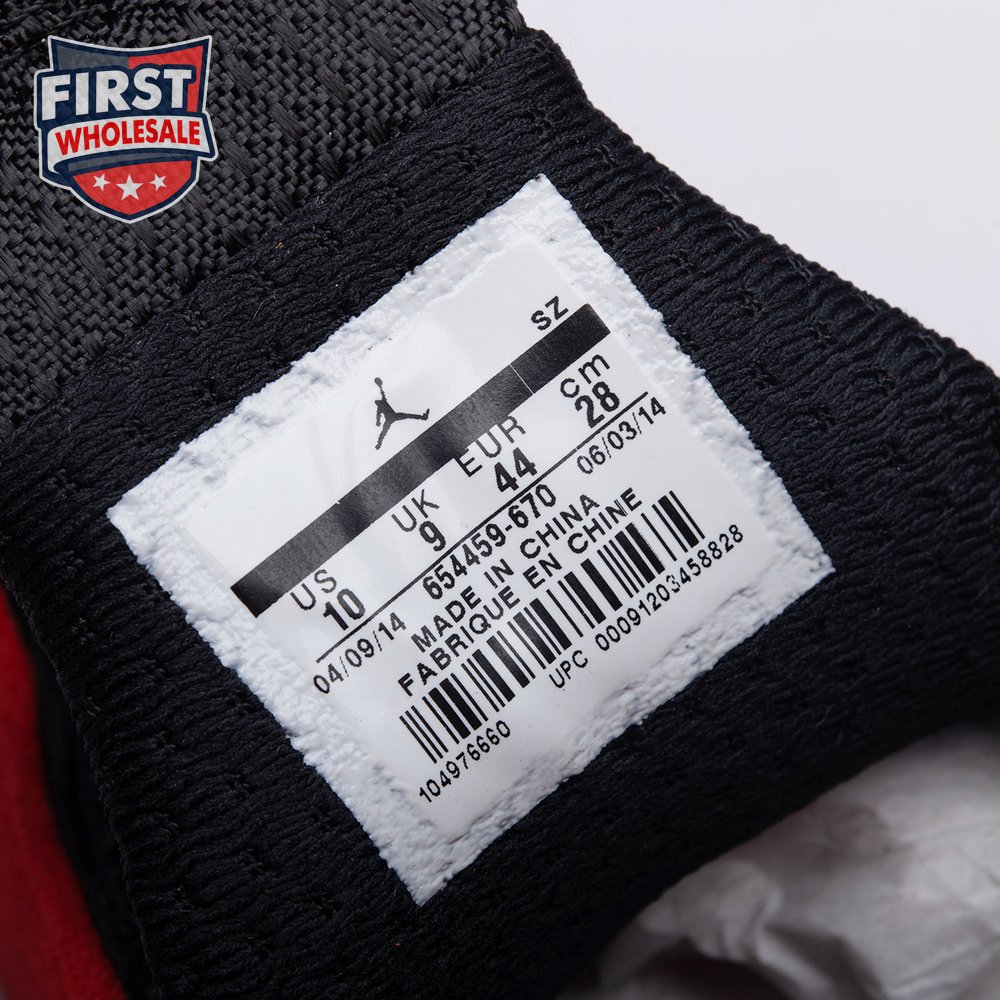 FIRST
WHOLESALE
SZ
US UK EUR cm
10 9 44 28
04/09/14 654459-670 06/03/14
MADE IN CHINA
FABRIQUE EN CHINE
104976660 UPC 00091203458828